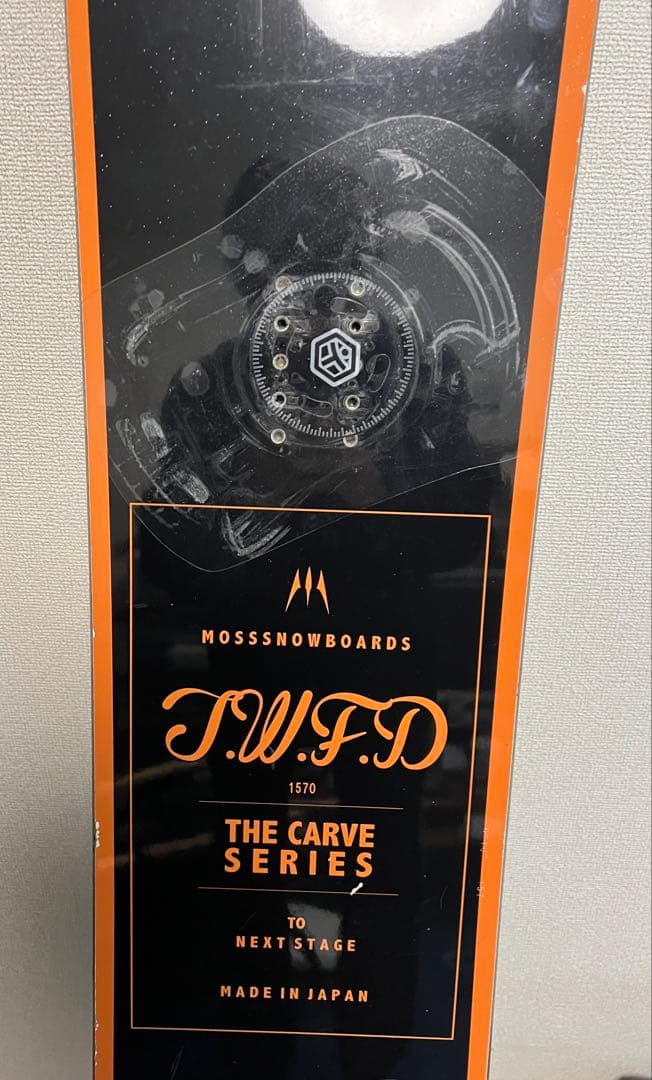 MOSSSNOWBOARDS
T.W.F.D
1570
THE CARVE
SERIES
TO
NEXT STAGE
MADE IN JAPAN